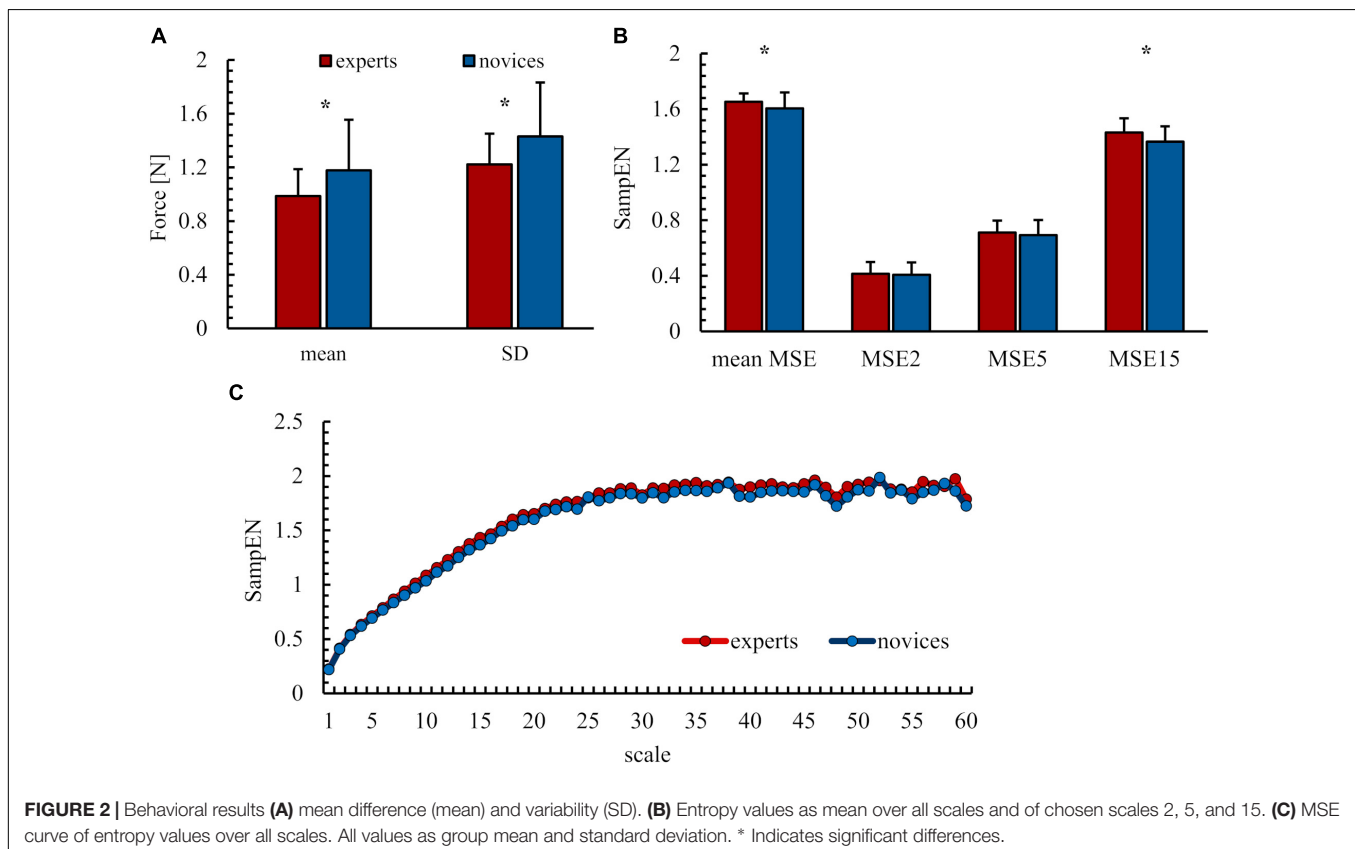 A
2
1.6
1.2
0.8
0.4
0
Force [N]
experts novices
* *
mean SD
B
2
1.6
1.2
0.8
0.4
0
SampEN
* *
mean MSE MSE2 MSE5 MSE15
C
2.5
2
1.5
1
0.5
0
SampEN
experts novices
1 5 10 15 20 25 30 35 40 45 50 55 60
scale
FIGURE 2 | Behavioral results (A) mean difference (mean) and variability (SD). (B) Entropy values as mean over all scales and of chosen scales 2, 5, and 15. (C) MSE
curve of entropy values over all scales. All values as group mean and standard deviation. * Indicates significant differences.